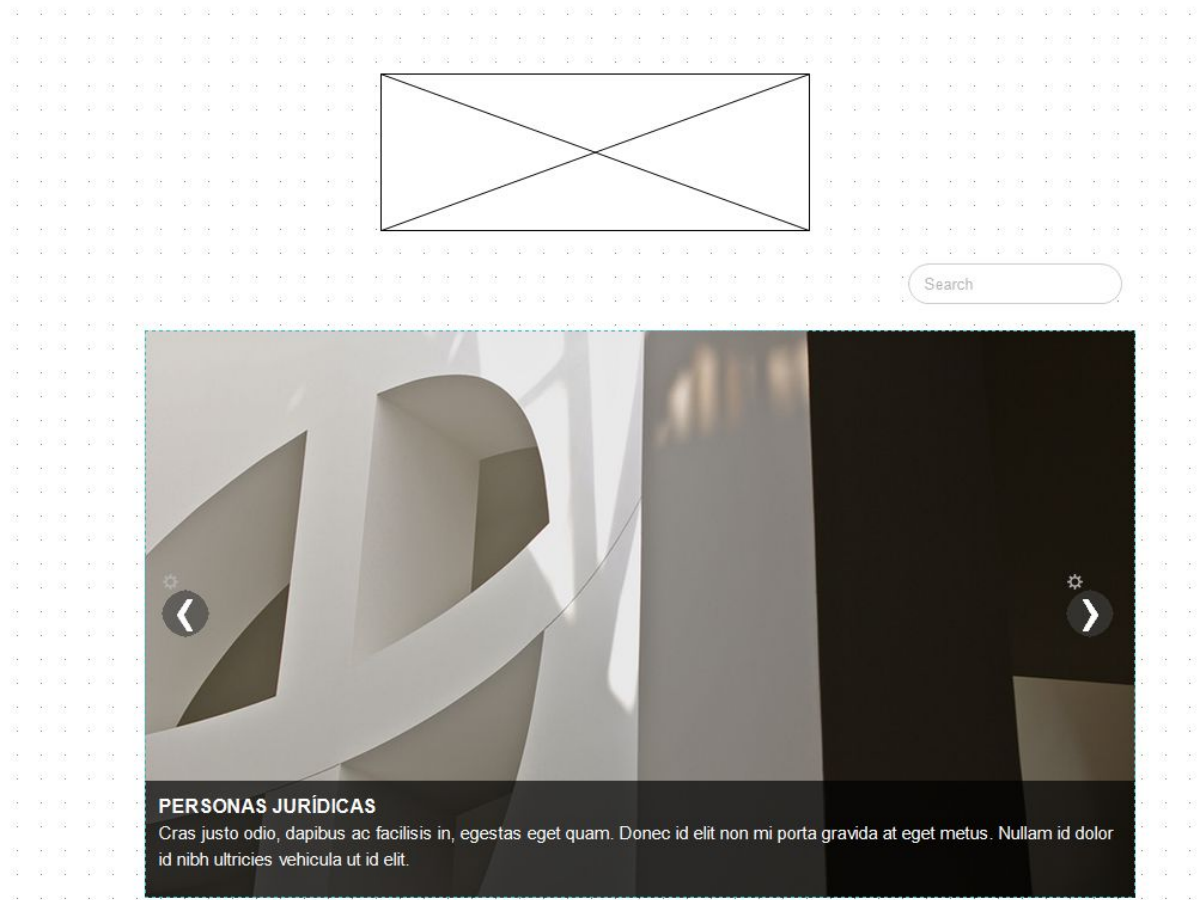 Search
PERSONAS JURÍDICAS
Cras justo odio, dapibus ac facilisis in, egestas eget quam. Donec id elit non mi porta gravida at eget metus. Nullam id dolor
id nibh ultricies vehicula ut id elit.